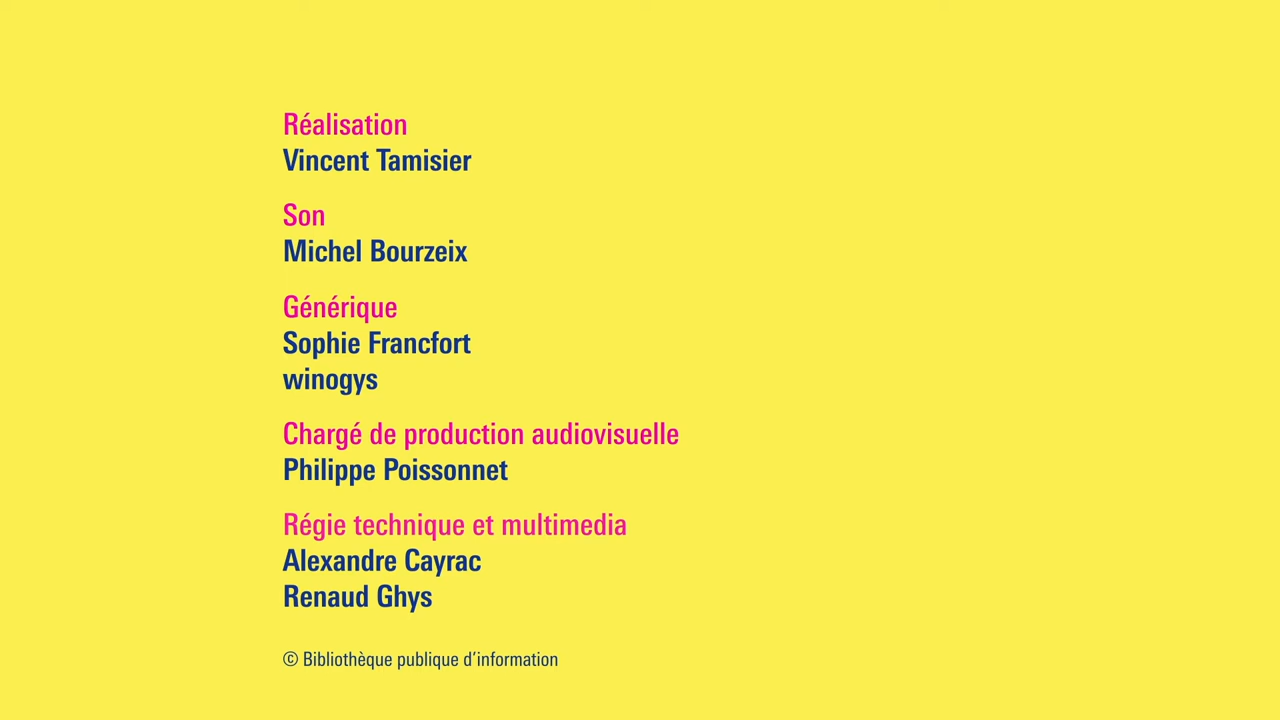 Réalisation
Vincent Tamisier
Son
Michel Bourzeix
Générique
Sophie Francfort
winogys
Chargé de production audiovisuelle
Philippe Poissonnet
Régie technique et multimedia
Alexandre Cayrac
Renaud Ghys
© Bibliothèque publique d’information